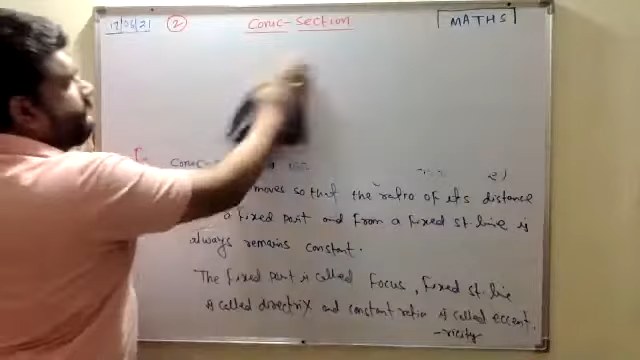 17/05/21 2 Conic-Section MATHS
Conic-
moves so that the ratio of its distance
a fixed point and from a fixed st. line is
always remains constant.
The fixed point is called Focus, fixed st. line
is called directrix and constant ratio is called eccent.
-ricity